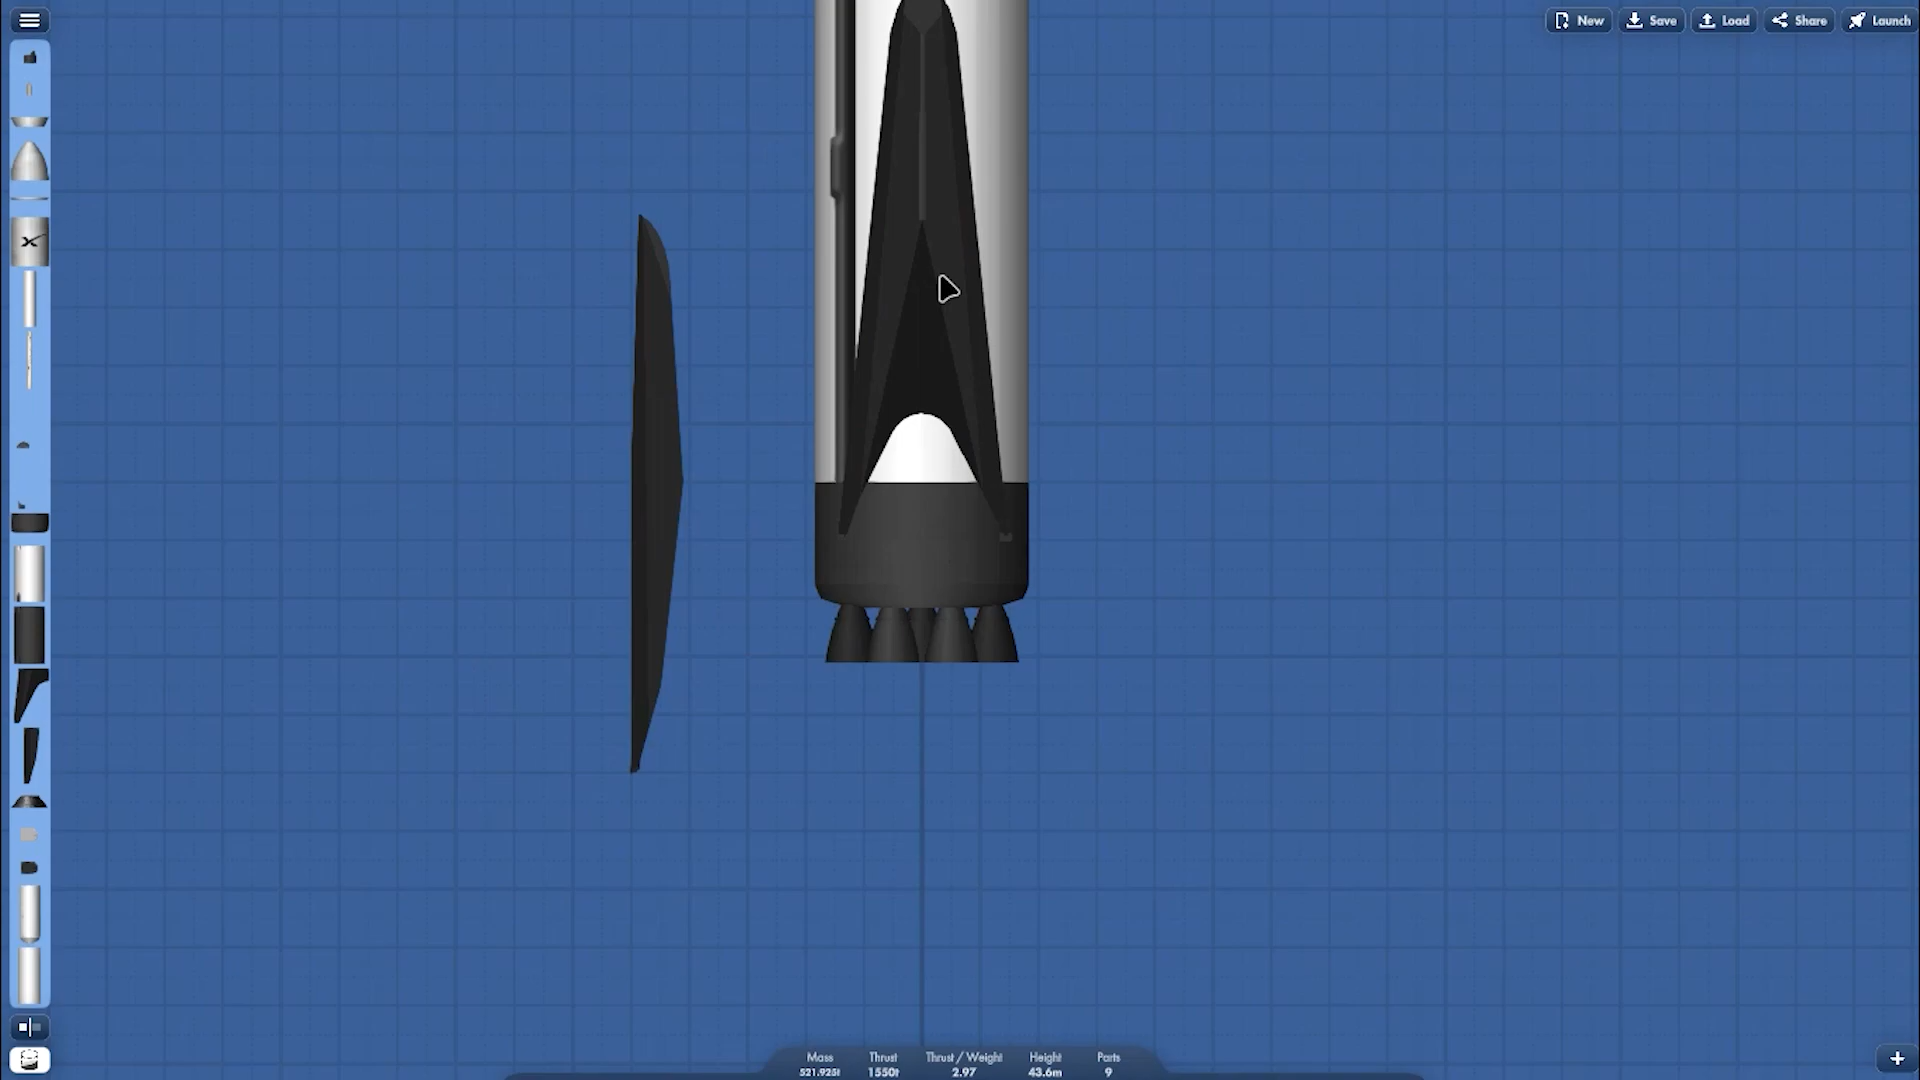 New Save Load Share Launch
Mass Thrust Thrust / Weight Height Parts
521.925t 1550t 2.97 43.6m 9